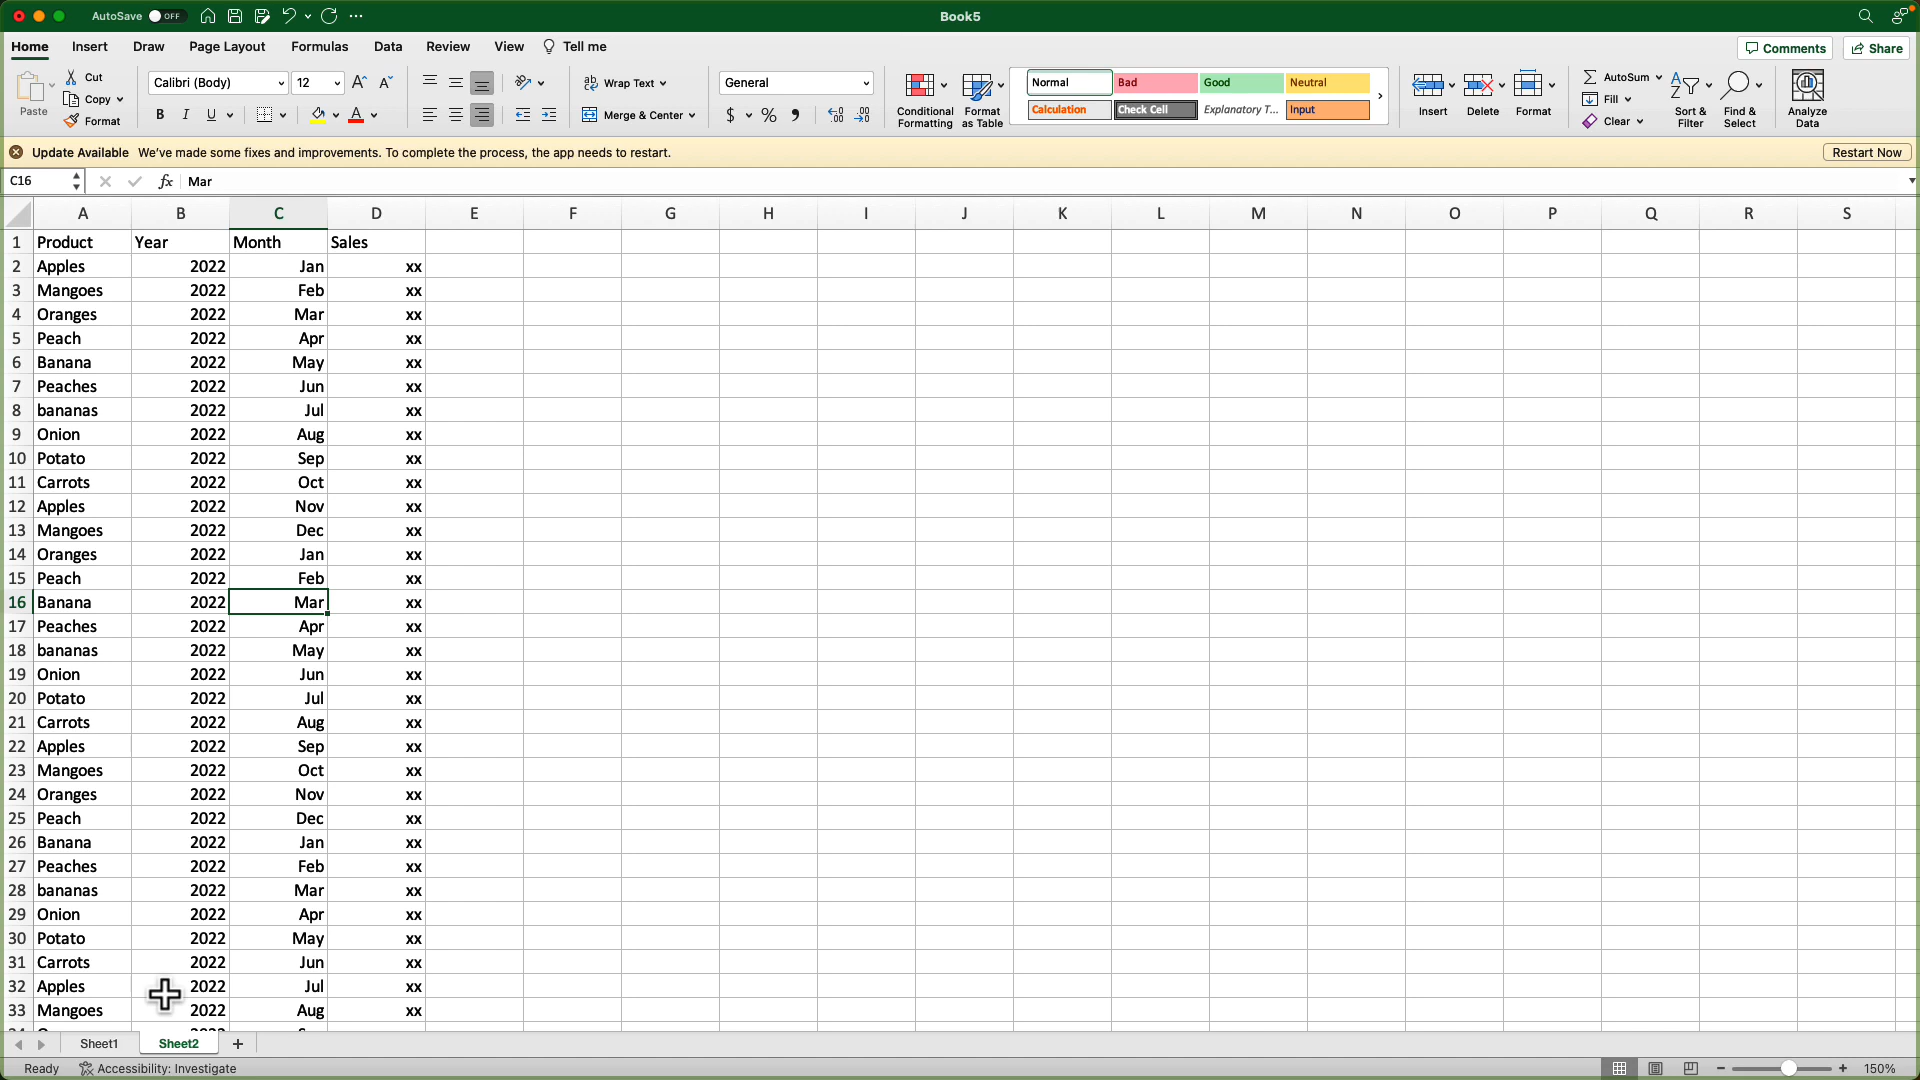 AutoSave OFF Book5
Home Insert Draw Page Layout Formulas Data Review View Tell me Comments Share
Paste Cut Copy Format
Calibri (Body) 12
B I U
Wrap Text
Merge & Center
General
$ % 9
Conditional Formatting
Format as Table
Normal Bad Good Neutral
Calculation Check Cell Explanatory T... Input
Insert Delete Format
AutoSum
Fill
Clear
Sort & Filter
Find & Select
Analyze Data
Update Available We've made some fixes and improvements. To complete the process, the app needs to restart. Restart Now
C16 fx Mar
A B C D E F G H I J K L M N O P Q R S
1 Product Year Month Sales
2 Apples 2022 Jan xx
3 Mangoes 2022 Feb xx
4 Oranges 2022 Mar xx
5 Peach 2022 Apr xx
6 Banana 2022 May xx
7 Peaches 2022 Jun xx
8 bananas 2022 Jul xx
9 Onion 2022 Aug xx
10 Potato 2022 Sep xx
11 Carrots 2022 Oct xx
12 Apples 2022 Nov xx
13 Mangoes 2022 Dec xx
14 Oranges 2022 Jan xx
15 Peach 2022 Feb xx
16 Banana 2022 Mar xx
17 Peaches 2022 Apr xx
18 bananas 2022 May xx
19 Onion 2022 Jun xx
20 Potato 2022 Jul xx
21 Carrots 2022 Aug xx
22 Apples 2022 Sep xx
23 Mangoes 2022 Oct xx
24 Oranges 2022 Nov xx
25 Peach 2022 Dec xx
26 Banana 2022 Jan xx
27 Peaches 2022 Feb xx
28 bananas 2022 Mar xx
29 Onion 2022 Apr xx
30 Potato 2022 May xx
31 Carrots 2022 Jun xx
32 Apples 2022 Jul xx
33 Mangoes 2022 Aug xx
Sheet1 Sheet2 +
Ready Accessibility: Investigate 150%